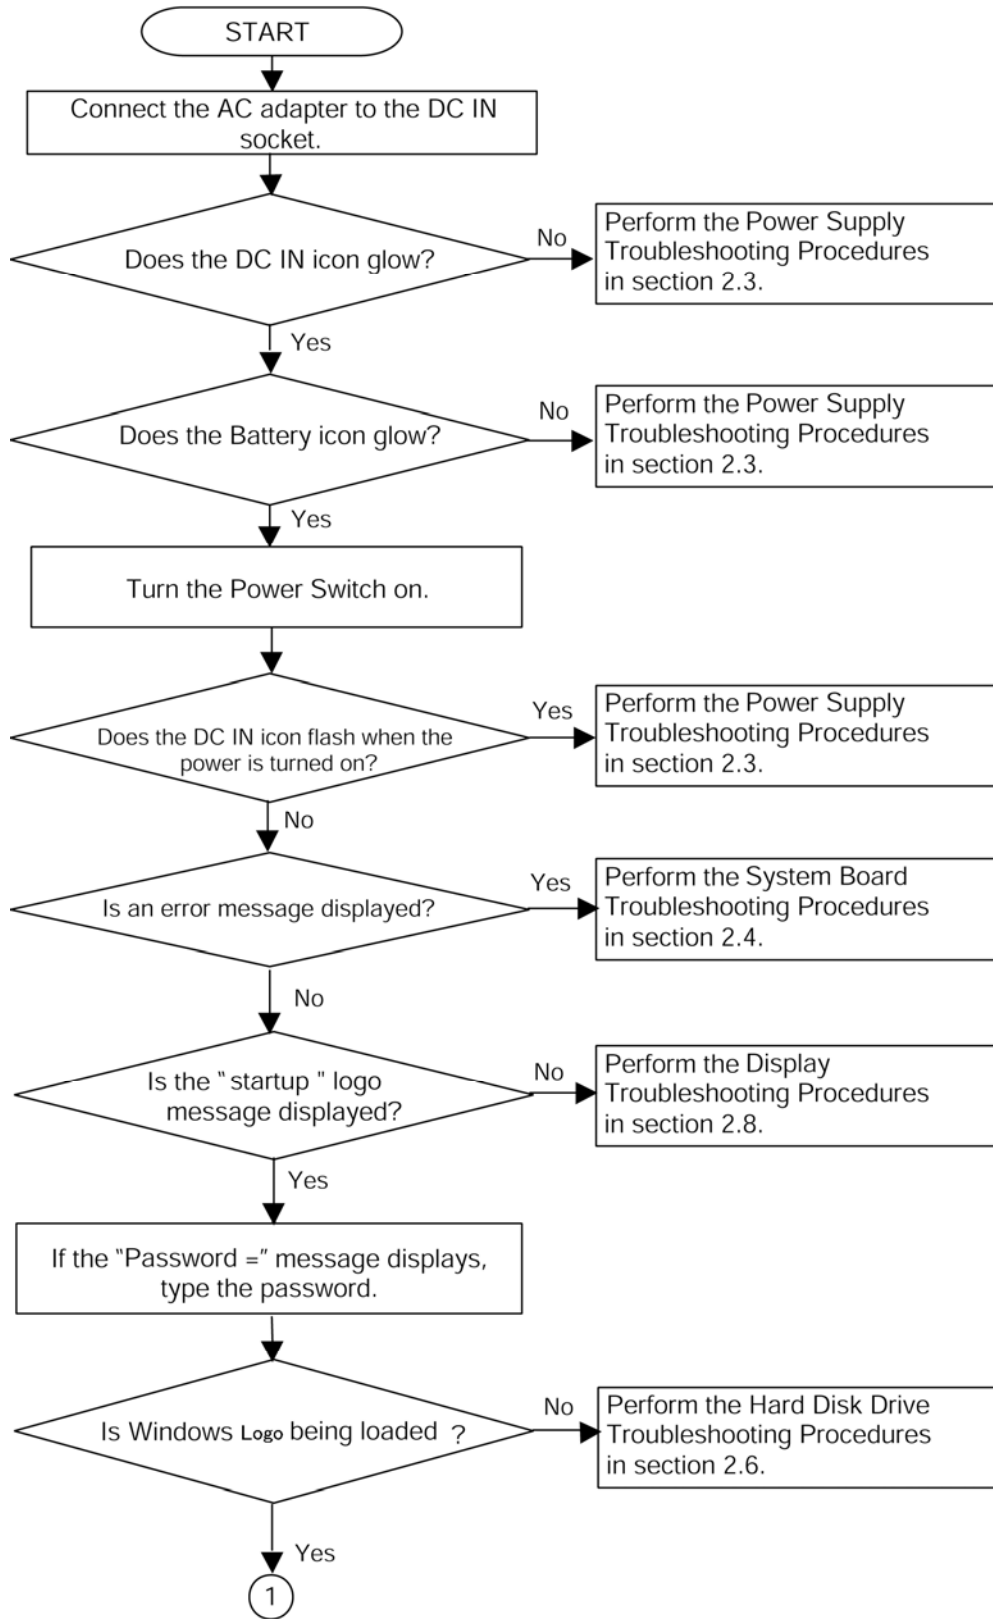 START
Connect the AC adapter to the DC IN
socket.
Does the DC IN icon glow?
No
Perform the Power Supply
Troubleshooting Procedures
in section 2.3.
Yes
Does the Battery icon glow?
No
Perform the Power Supply
Troubleshooting Procedures
in section 2.3.
Yes
Turn the Power Switch on.
Does the DC IN icon flash when the
power is turned on?
Yes
Perform the Power Supply
Troubleshooting Procedures
in section 2.3.
No
Is an error message displayed?
Yes
Perform the System Board
Troubleshooting Procedures
in section 2.4.
No
Is the “startup ” logo
message displayed?
No
Perform the Display
Troubleshooting Procedures
in section 2.8.
Yes
If the “Password =” message displays,
type the password.
Is Windows Logo being loaded ?
No
Perform the Hard Disk Drive
Troubleshooting Procedures
in section 2.6.
Yes
1